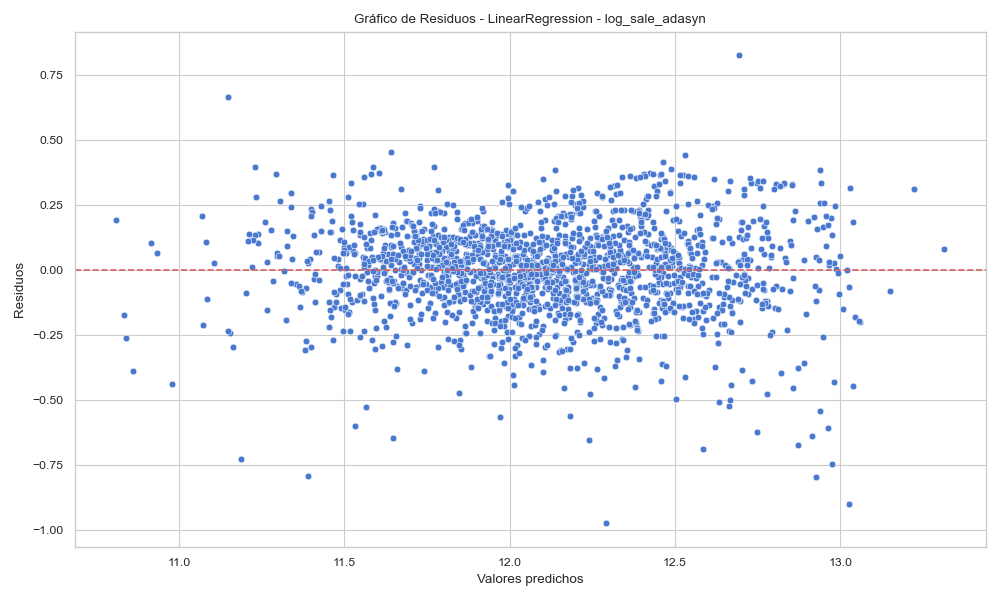 Gráfico de Residuos - LinearRegression - log_sale_adasyn
Residuos
0.75
0.50
0.25
0.00
−0.25
−0.50
−0.75
−1.00
11.0 11.5 12.0 12.5 13.0
Valores predichos